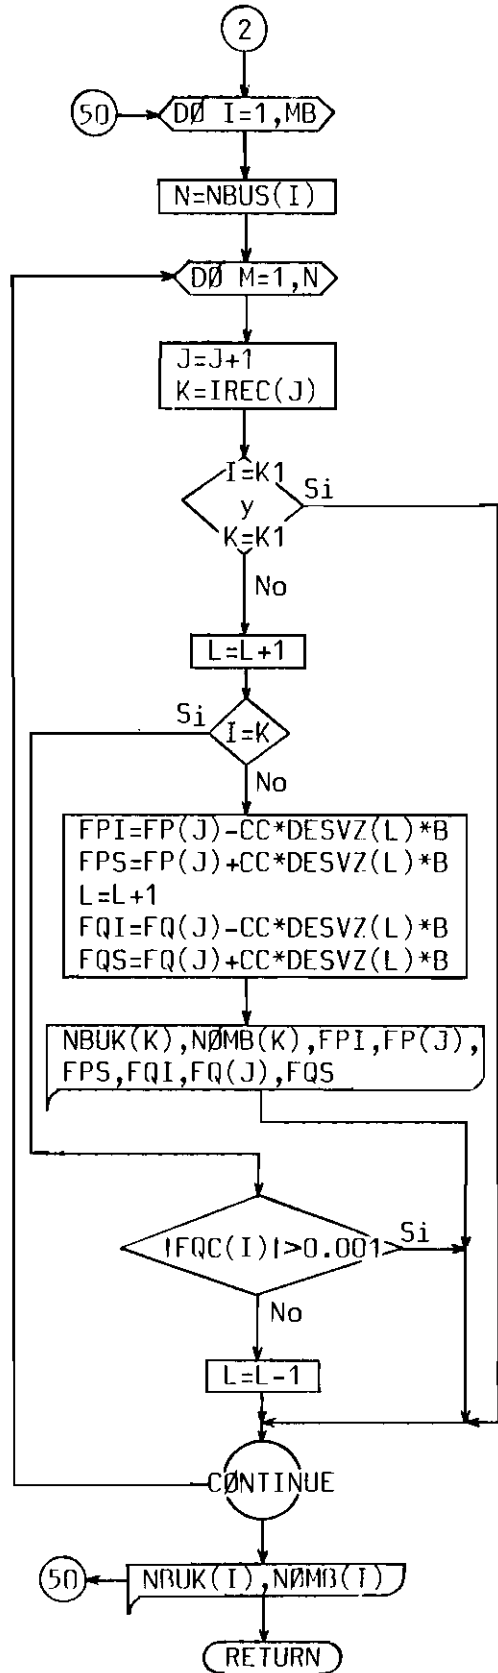 2
50
DØ I=1,MB
N=NBUS(I)
DØ M=1,N
J=J+1
K=IREC(J)
I=K1
y
K=K1
Si
No
L=L+1
Si
I=K
No
FPI=FP(J)-CC*DESVZ(L)*B
FPS=FP(J)+CC*DESVZ(L)*B
L=L+1
FQI=FQ(J)-CC*DESVZ(L)*B
FQS=FQ(J)+CC*DESVZ(L)*B
NBUK(K),NØMB(K),FPI,FP(J),
FPS,FQI,FQ(J),FQS
|FQC(I)|>0.001
Si
No
L=L-1
CØNTINUE
50
NBUK(I),NØMB(I)
RETURN